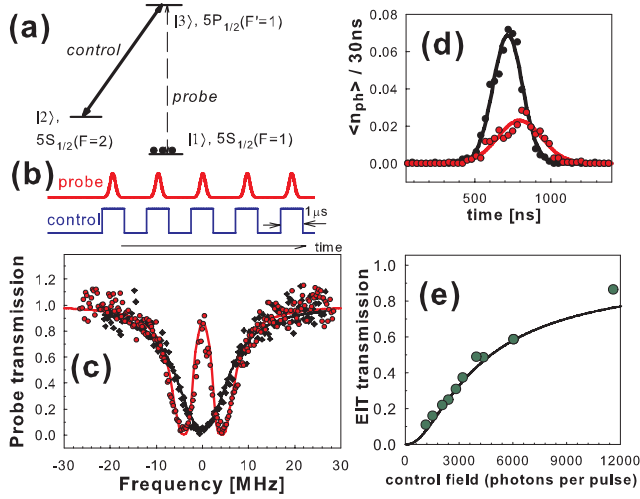 (a)
|3⟩, 5P1/2(F'=1)
control
probe
|2⟩,
5S1/2(F=2)
|1⟩, 5S1/2(F=1)
(b)
probe
control
1μs
time
(c)
Probe transmission
1.4
1.2
1.0
0.8
0.6
0.4
0.2
0.0
-30 -20 -10 0 10 20 30
Frequency [MHz]
(d)
<nph> / 30ns
0.08
0.06
0.04
0.02
0.00
500 1000
time [ns]
(e)
EIT transmission
1.0
0.8
0.6
0.4
0.2
0.0
0 3000 6000 9000 12000
control field (photons per pulse)